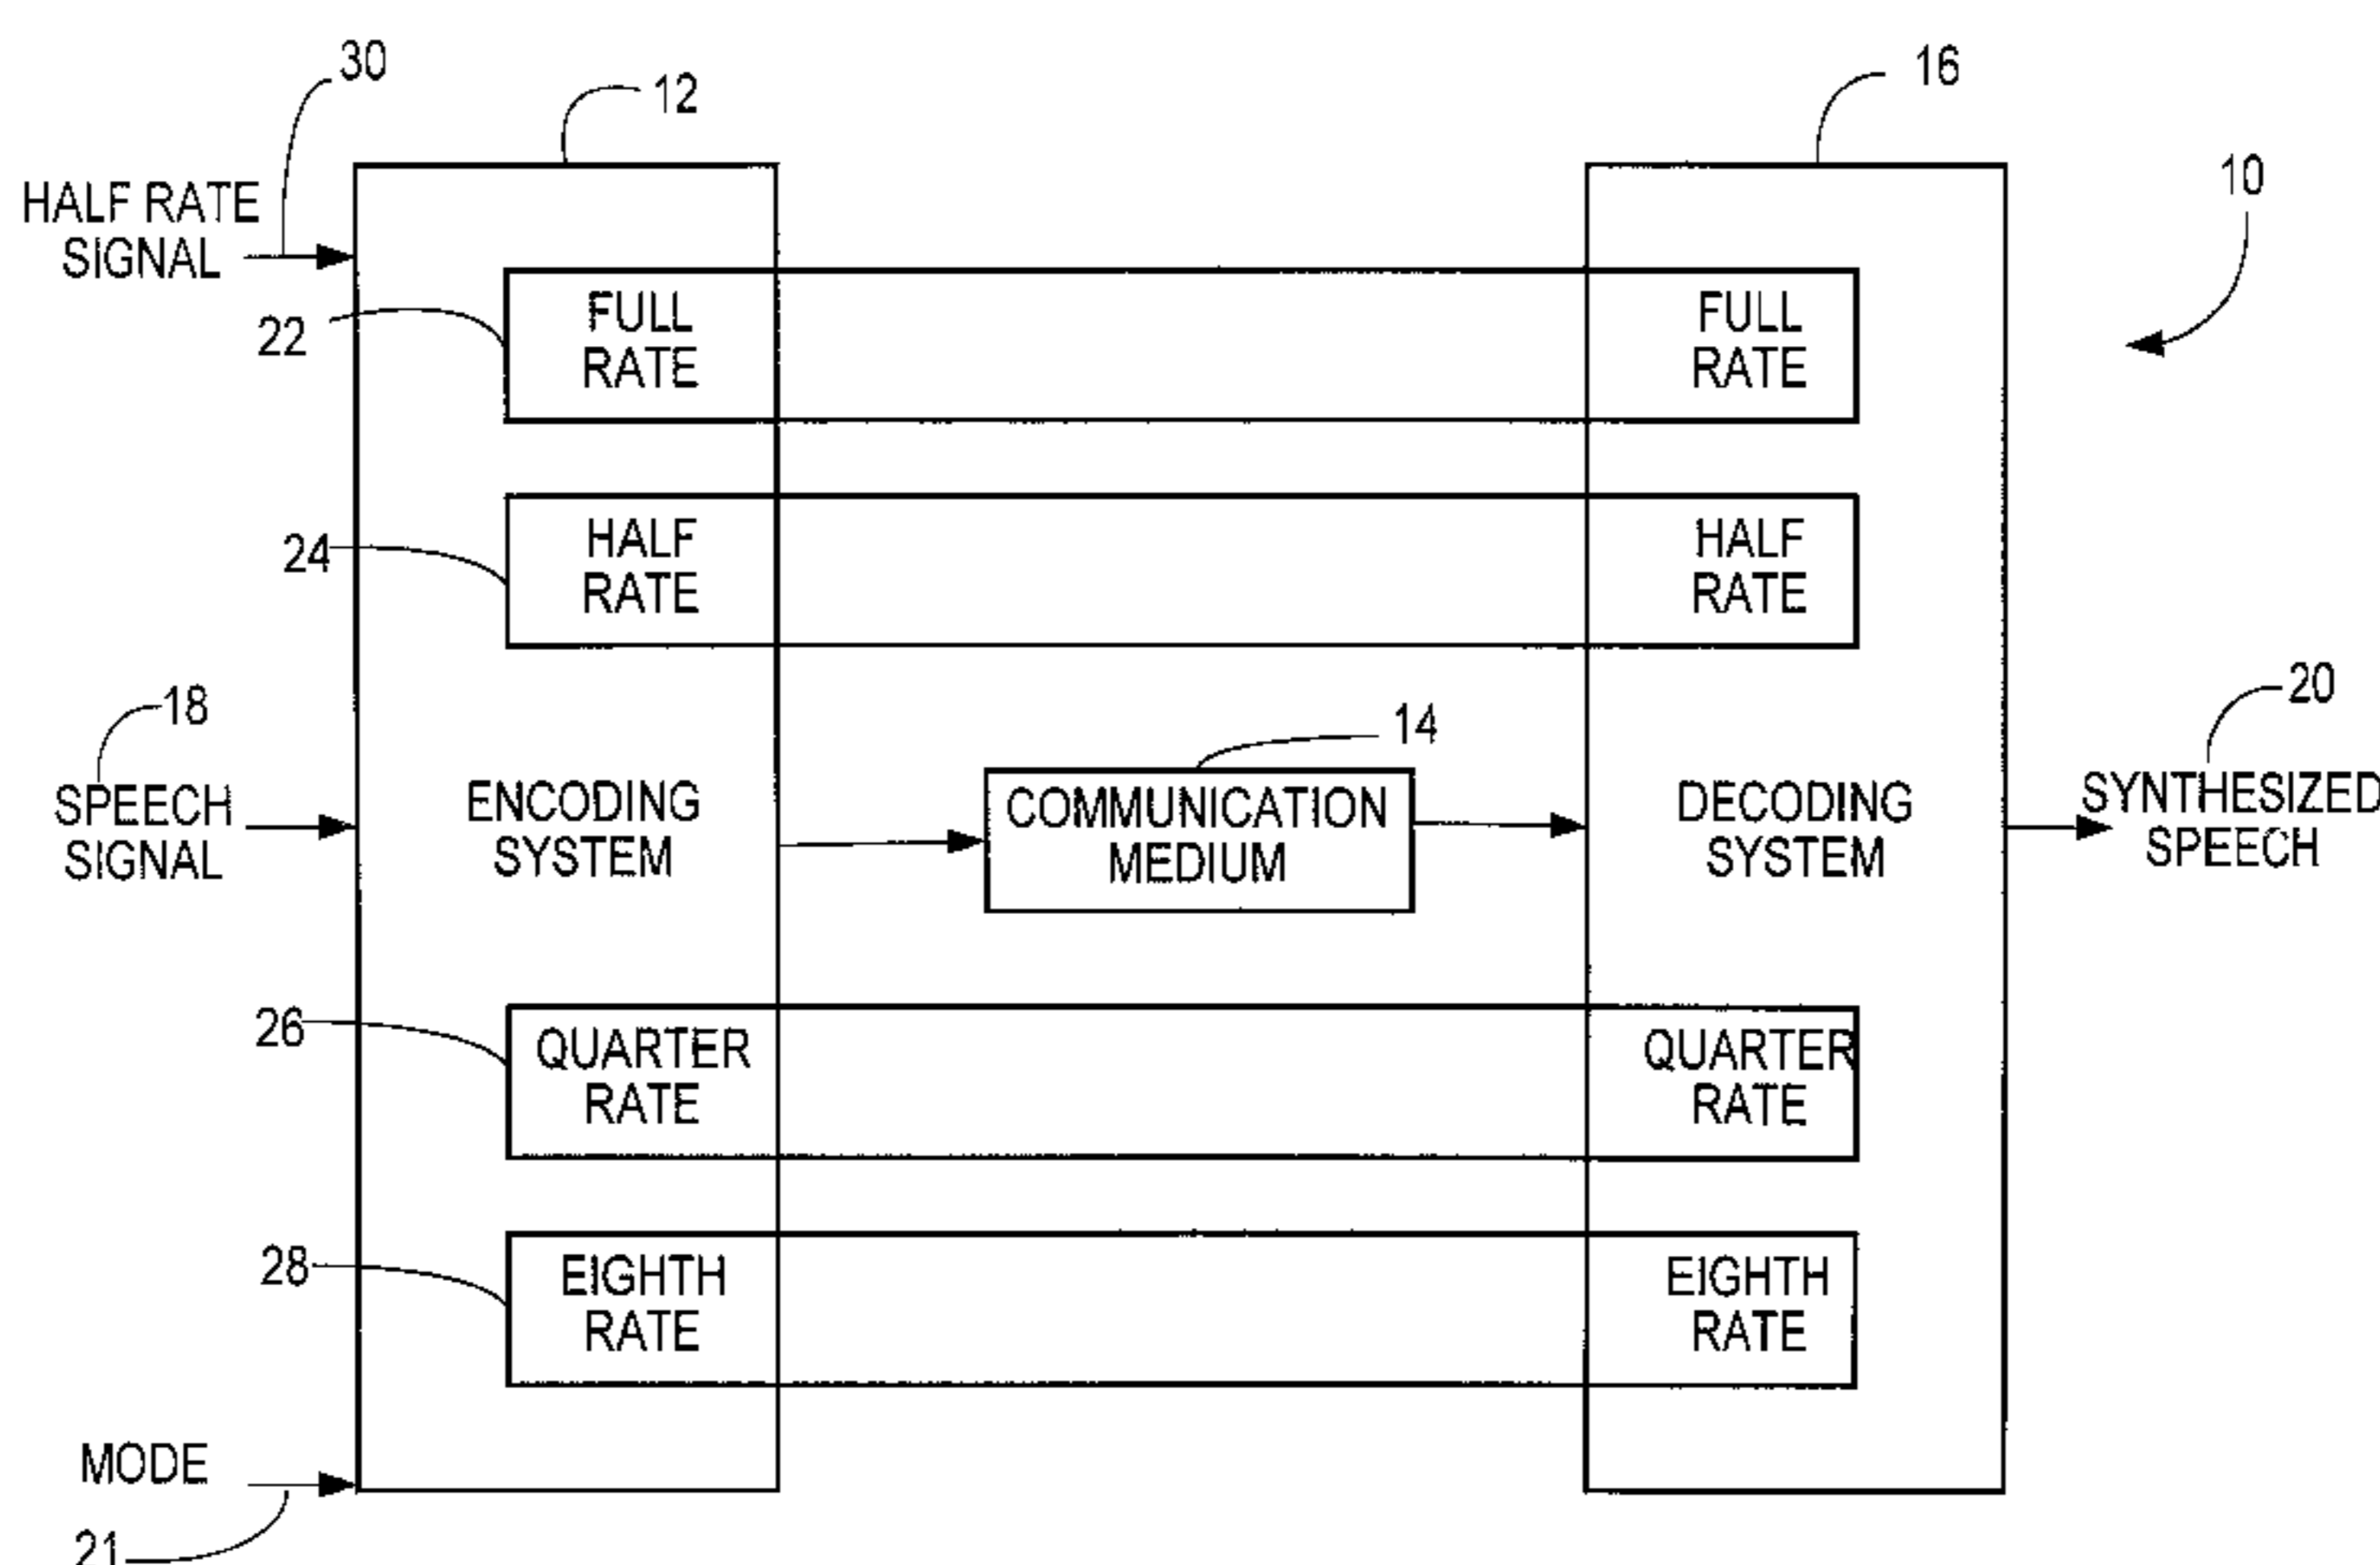 30
12
16
10
HALF RATE
SIGNAL
22
FULL
RATE
FULL
RATE
24
HALF
RATE
HALF
RATE
18
SPEECH
SIGNAL
ENCODING
SYSTEM
14
COMMUNICATION
MEDIUM
DECODING
SYSTEM
20
SYNTHESIZED
SPEECH
26
QUARTER
RATE
QUARTER
RATE
28
EIGHTH
RATE
EIGHTH
RATE
MODE
21